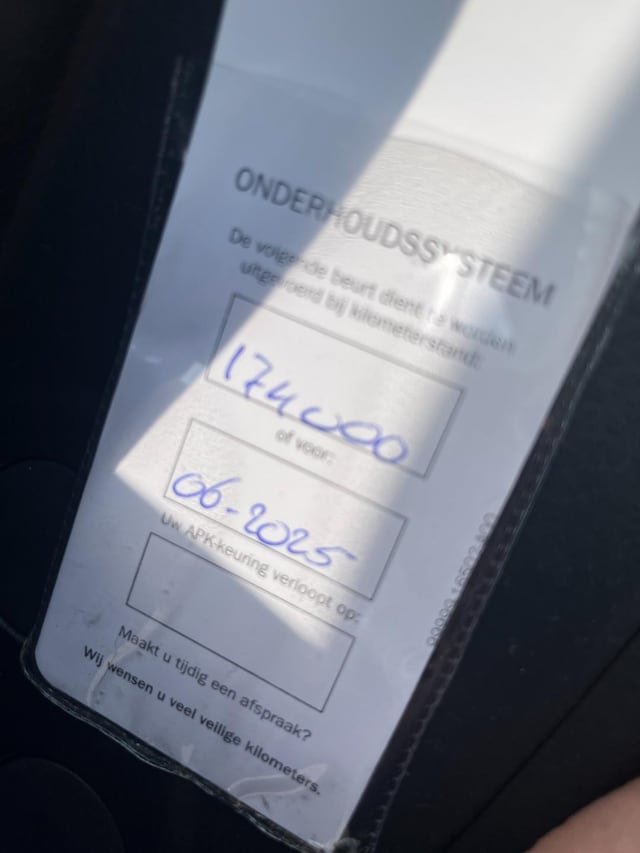 ONDERHOUDSSYSTEEM
De volgende beurt dient te worden
uitgevoerd bij kilometerstand:
174000
of voor:
06-2025
Uw APK-keuring verloopt op:
Maakt u tijdig een afspraak?
Wij wensen u veel veilige kilometers.